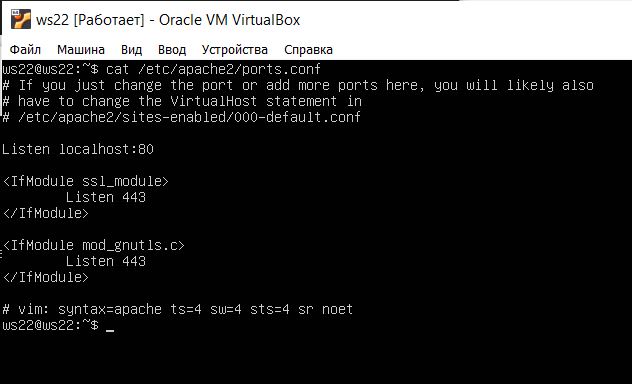 ws22 [Работает] - Oracle VM VirtualBox
Файл Машина Вид Ввод Устройства Справка
ws22@ws22:~$ cat /etc/apache2/ports.conf
# If you just change the port or add more ports here, you will likely also
# have to change the VirtualHost statement in
# /etc/apache2/sites-enabled/000-default.conf
Listen localhost:80
<IfModule ssl_module>
        Listen 443
</IfModule>
<IfModule mod_gnutls.c>
        Listen 443
</IfModule>
# vim: syntax=apache ts=4 sw=4 sts=4 sr noet
ws22@ws22:~$ _